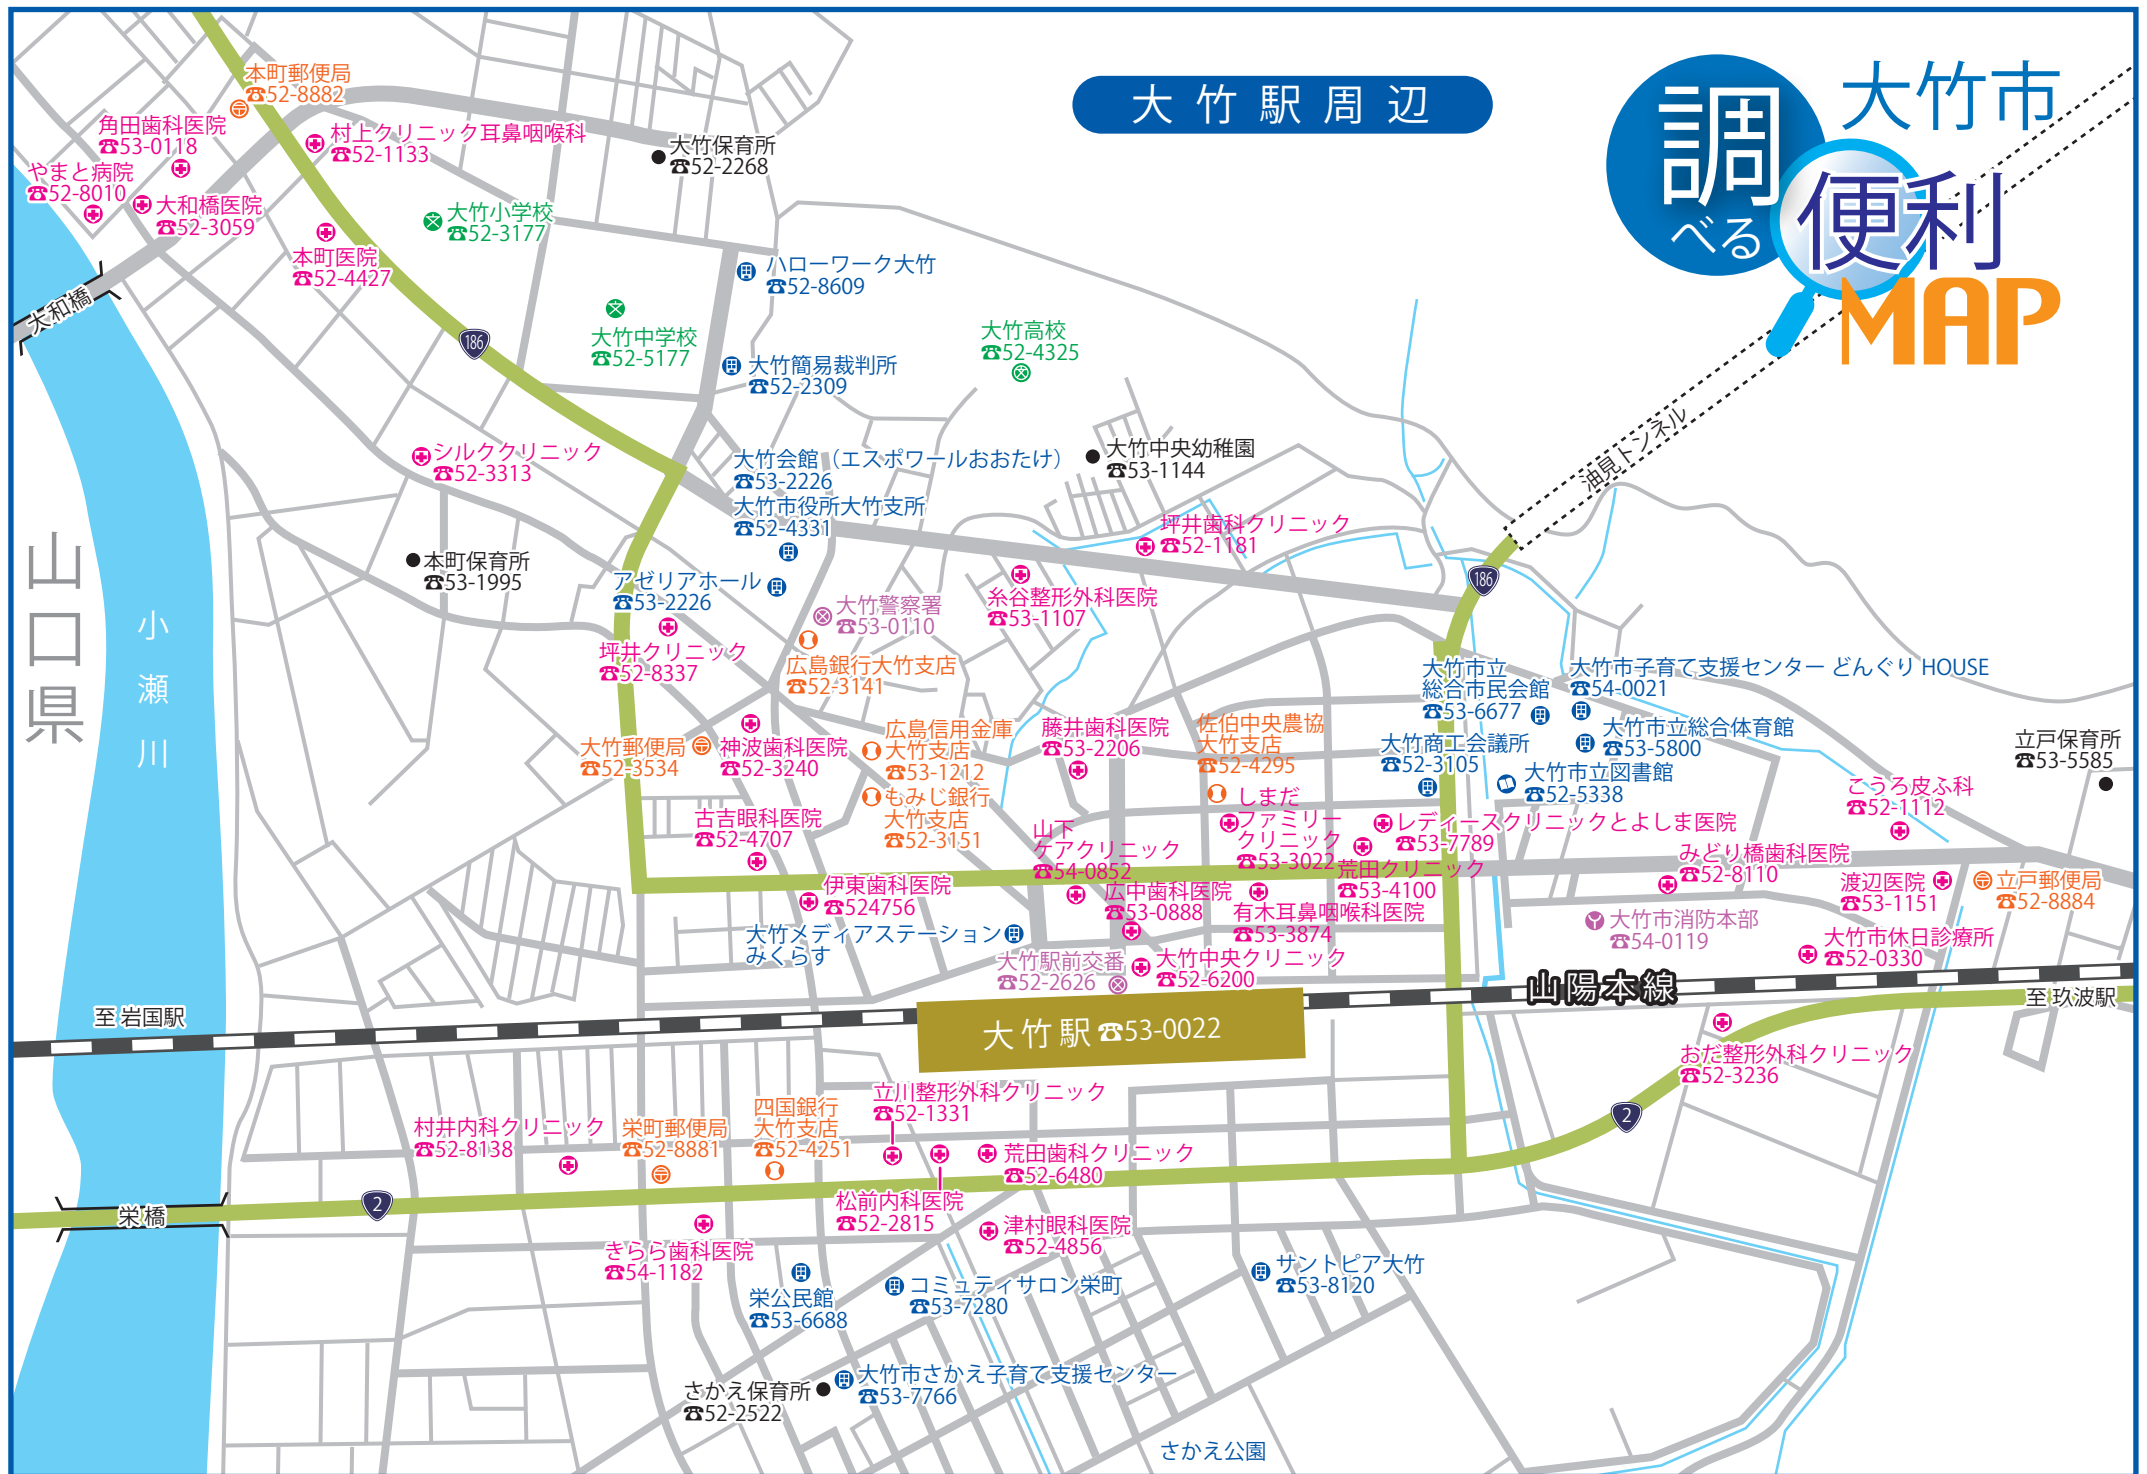 大竹駅周辺
大竹市
調
べる
便利
MAP
本町郵便局
☎52-8882
角田歯科医院
☎53-0118
村上クリニック耳鼻咽喉科
☎52-1133
大竹保育所
☎52-2268
やまと病院
☎52-8010
大和橋医院
☎52-3059
大竹小学校
☎52-3177
本町医院
☎52-4427
ハローワーク大竹
☎52-8609
大和橋
186
大竹中学校
☎52-5177
大竹高校
☎52-4325
大竹簡易裁判所
☎52-2309
油見トンネル
シルククリニック
☎52-3313
大竹会館（エスポワールおおたけ）
☎53-2226
大竹中央幼稚園
☎53-1144
大竹市役所大竹支所
☎52-4331
坪井歯科クリニック
☎52-1181
山口県
小瀬川
本町保育所
☎53-1995
アゼリアホール
☎53-2226
186
大竹警察署
☎53-0110
糸谷整形外科医院
☎53-1107
坪井クリニック
☎52-8337
広島銀行大竹支店
☎52-3141
大竹市立
総合市民会館
☎53-6677
大竹市子育て支援センター どんぐり HOUSE
☎54-0021
大竹郵便局
☎52-3534
神波歯科医院
☎52-3240
広島信用金庫
大竹支店
☎53-1212
藤井歯科医院
☎53-2206
佐伯中央農協
大竹支店
☎52-4295
大竹商工会議所
☎52-3105
大竹市立総合体育館
☎53-5800
大竹市立図書館
☎52-5338
立戸保育所
☎53-5585
こうろ皮ふ科
☎52-1112
もみじ銀行
大竹支店
☎52-3151
古吉眼科医院
☎52-4707
山下
ケアクリニック
☎54-0852
しまだ
ファミリー
クリニック
☎53-3022
レディースクリニックとよしま医院
☎53-7789
荒田クリニック
☎53-4100
みどり橋歯科医院
☎52-8110
渡辺医院
☎53-1151
立戸郵便局
☎52-8884
伊東歯科医院
☎524756
広中歯科医院
☎53-0888
有木耳鼻咽喉科医院
☎53-3874
大竹市消防本部
☎54-0119
大竹市休日診療所
☎52-0330
大竹メディアステーション
みくらす
大竹駅前交番
☎52-2626
大竹中央クリニック
☎52-6200
山陽本線
至 岩国駅
至 玖波駅
大竹駅☎53-0022
おだ整形外科クリニック
☎52-3236
立川整形外科クリニック
☎52-1331
村井内科クリニック
☎52-8138
栄町郵便局
☎52-8881
四国銀行
大竹支店
☎52-4251
荒田歯科クリニック
☎52-6480
2
2
栄橋
松前内科医院
☎52-2815
津村眼科医院
☎52-4856
きらら歯科医院
☎54-1182
栄公民館
☎53-6688
コミュティサロン栄町
☎53-7280
サントピア大竹
☎53-8120
さかえ保育所
☎52-2522
大竹市さかえ子育て支援センター
☎53-7766
さかえ公園